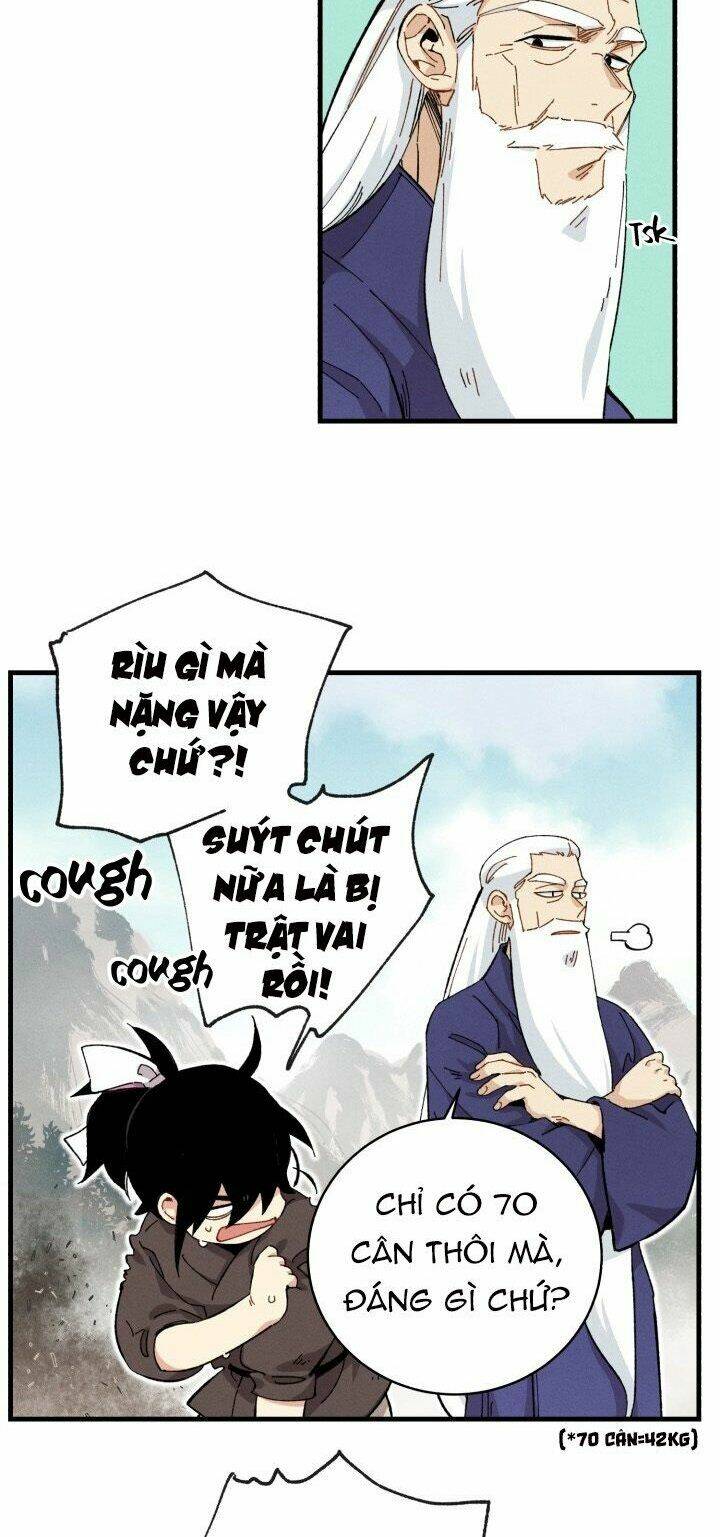 Tsk
RÌU GÌ MÀ
NẶNG VẬY
CHỨ?!
SUÝT CHÚT
NỮA LÀ BỊ
TRẬT VAI
RỒI!
cough
cough
CHỈ CÓ 70
CÂN THÔI MÀ,
ĐÁNG GÌ CHỨ?
(*70 CÂN=42KG)